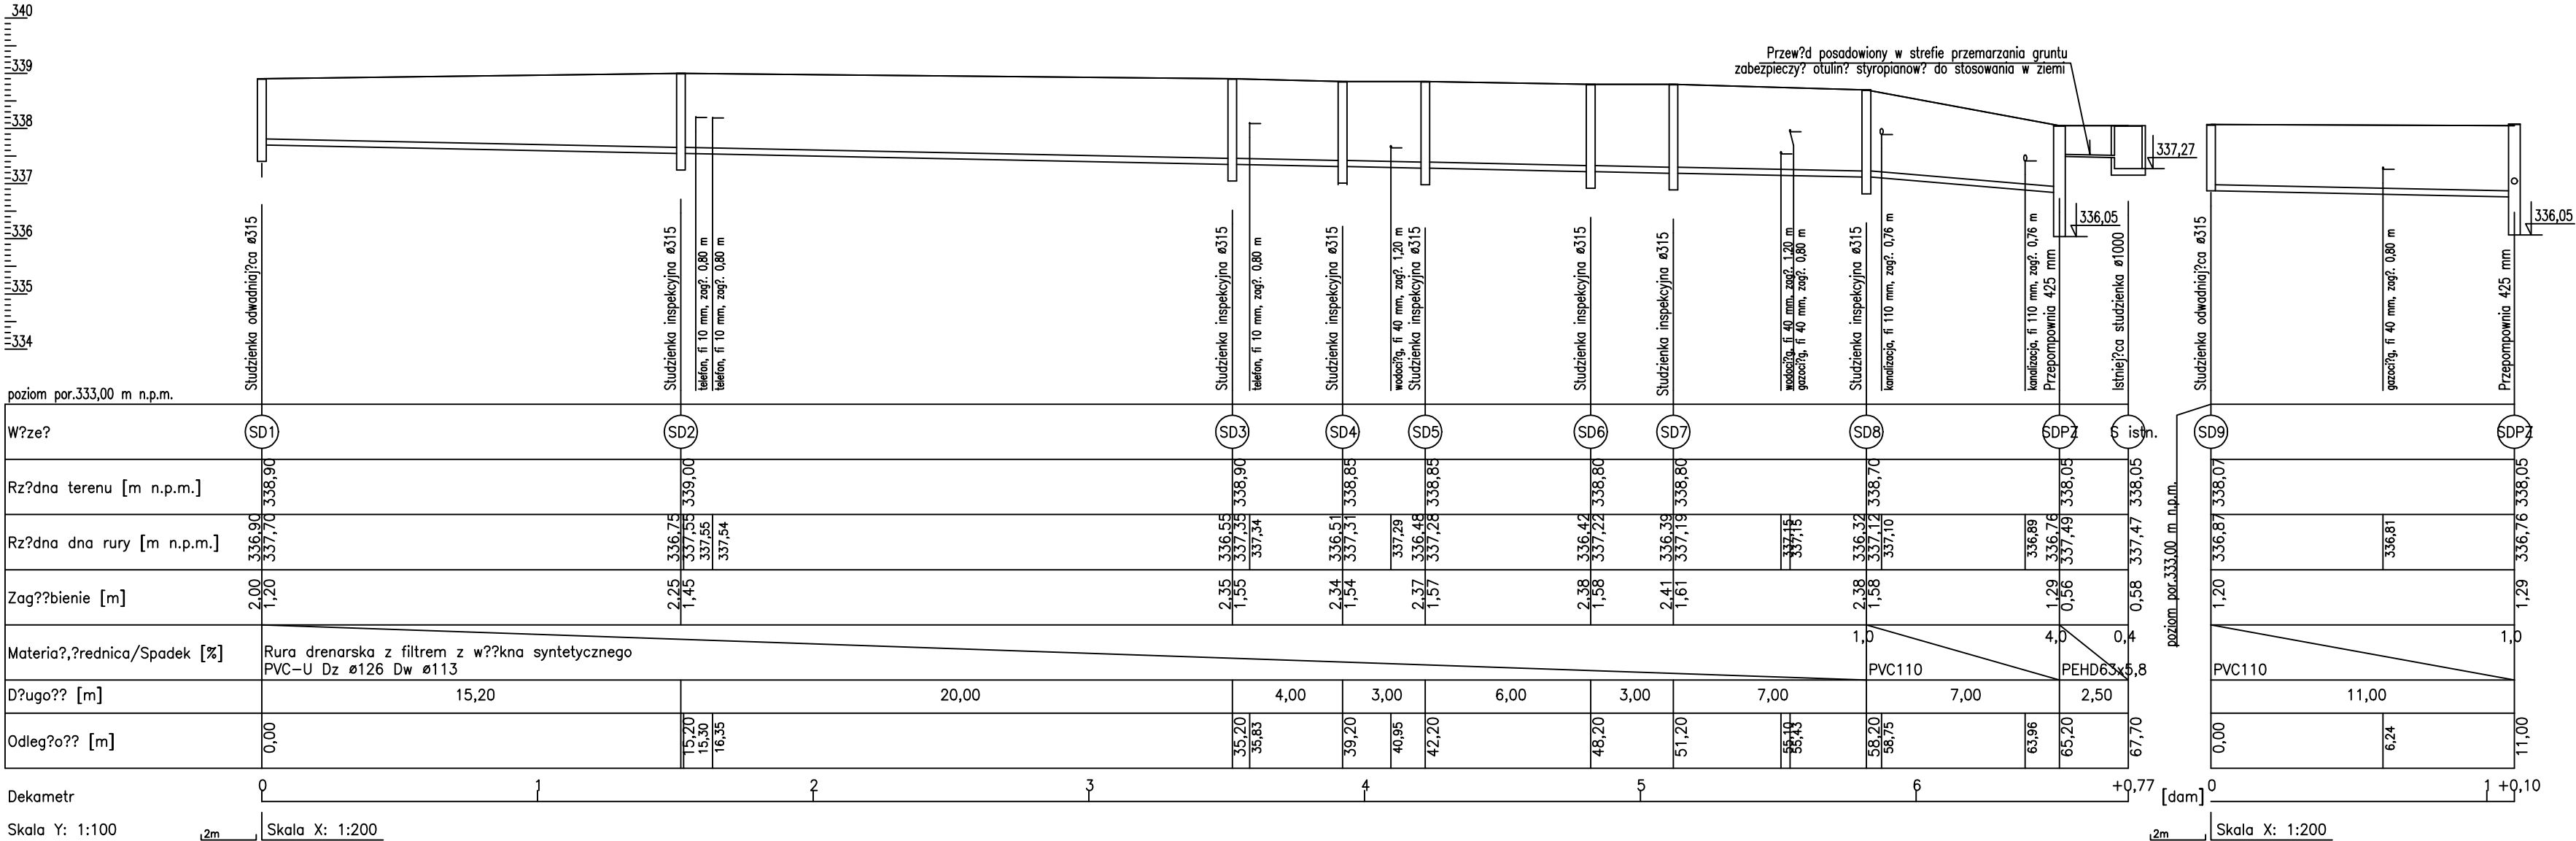 340
339
338
337
336
335
334
Przew?d posadowiony w strefie przemarzania gruntu
zabezpieczy? otulin? styropianow? do stosowania w ziemi
337,27
336,05
336,05
Studzienka odwadniaj?ca ø315
Studzienka inspekcyjna ø315
telefon, fi 10 mm, zag?. 0,80 m
telefon, fi 10 mm, zag?. 0,80 m
Studzienka inspekcyjna ø315
telefon, fi 10 mm, zag?. 0,80 m
Studzienka inspekcyjna ø315
wodoci?g, fi 40 mm, zag?. 1,20 m
Studzienka inspekcyjna ø315
Studzienka inspekcyjna ø315
Studzienka inspekcyjna ø315
wodoci?g, fi 40 mm, zag?. 1,20 m
gazoci?g, fi 40 mm, zag?. 0,80 m
Studzienka inspekcyjna ø315
kanalizacja, fi 110 mm, zag?. 0,76 m
kanalizacja, fi 110 mm, zag?. 0,76 m
Przepompownia 425 mm
Istniej?ca studzienka ø1000
Studzienka odwadniaj?ca ø315
gazoci?g, fi 40 mm, zag?. 0,80 m
Przepompownia 425 mm
poziom por.333,00 m n.p.m.
W?ze? SD1 SD2 SD3 SD4 SD5 SD6 SD7 SD8 SDPZ S istn. SD9 SDPZ
Rz?dna terenu [m n.p.m.] 338,90 339,00 338,90 338,85 338,85 338,80 338,80 338,70 338,05 338,05 338,07 338,05
Rz?dna dna rury [m n.p.m.] 336,90 337,70 336,75 337,55 337,55 337,54 336,55 337,35 337,34 336,51 337,31 337,29 336,48 337,28 336,42 337,22 336,39 337,19 337,15 337,15 336,32 337,12 337,10 336,89 336,76 337,49 337,47 336,87 336,81 336,76
Zag??bienie [m] 2,00 1,20 2,25 1,45 2,35 1,55 2,34 1,54 2,37 1,57 2,38 1,58 2,41 1,61 2,38 1,58 1,29 0,56 0,58 1,20 1,29
poziom por.333,00 m n.p.m.
Materia?,?rednica/Spadek [%]
1,0 4,0 0,4 1,0
Rura drenarska z filtrem z w??kna syntetycznego
PVC-U Dz ø126 Dw ø113 PVC110 PEHD63x5,8 PVC110
D?ugo?? [m] 15,20 20,00 4,00 3,00 6,00 3,00 7,00 7,00 2,50 11,00
Odleg?o?? [m] 0,00 15,20 15,30 16,35 35,20 35,83 39,20 40,95 42,20 48,20 51,20 55,10 55,43 58,20 58,75 63,96 65,20 67,70 0,00 6,24 11,00
Dekametr 0 1 2 3 4 5 6 +0,77 [dam] 0 1 +0,10
Skala Y: 1:100 2m Skala X: 1:200 2m Skala X: 1:200